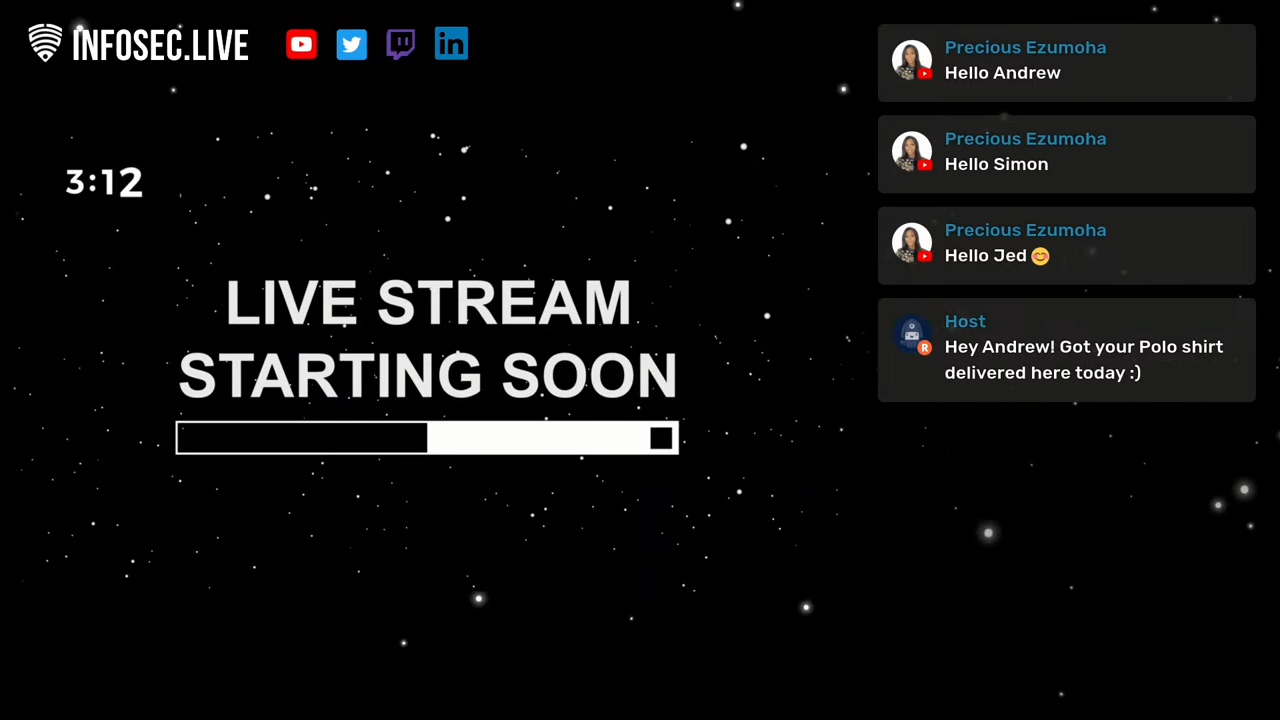 INFOSEC.LIVE
3:12
LIVE STREAM
STARTING SOON
Precious Ezumoha
Hello Andrew
Precious Ezumoha
Hello Simon
Precious Ezumoha
Hello Jed 😊
Host
Hey Andrew! Got your Polo shirt
delivered here today :)